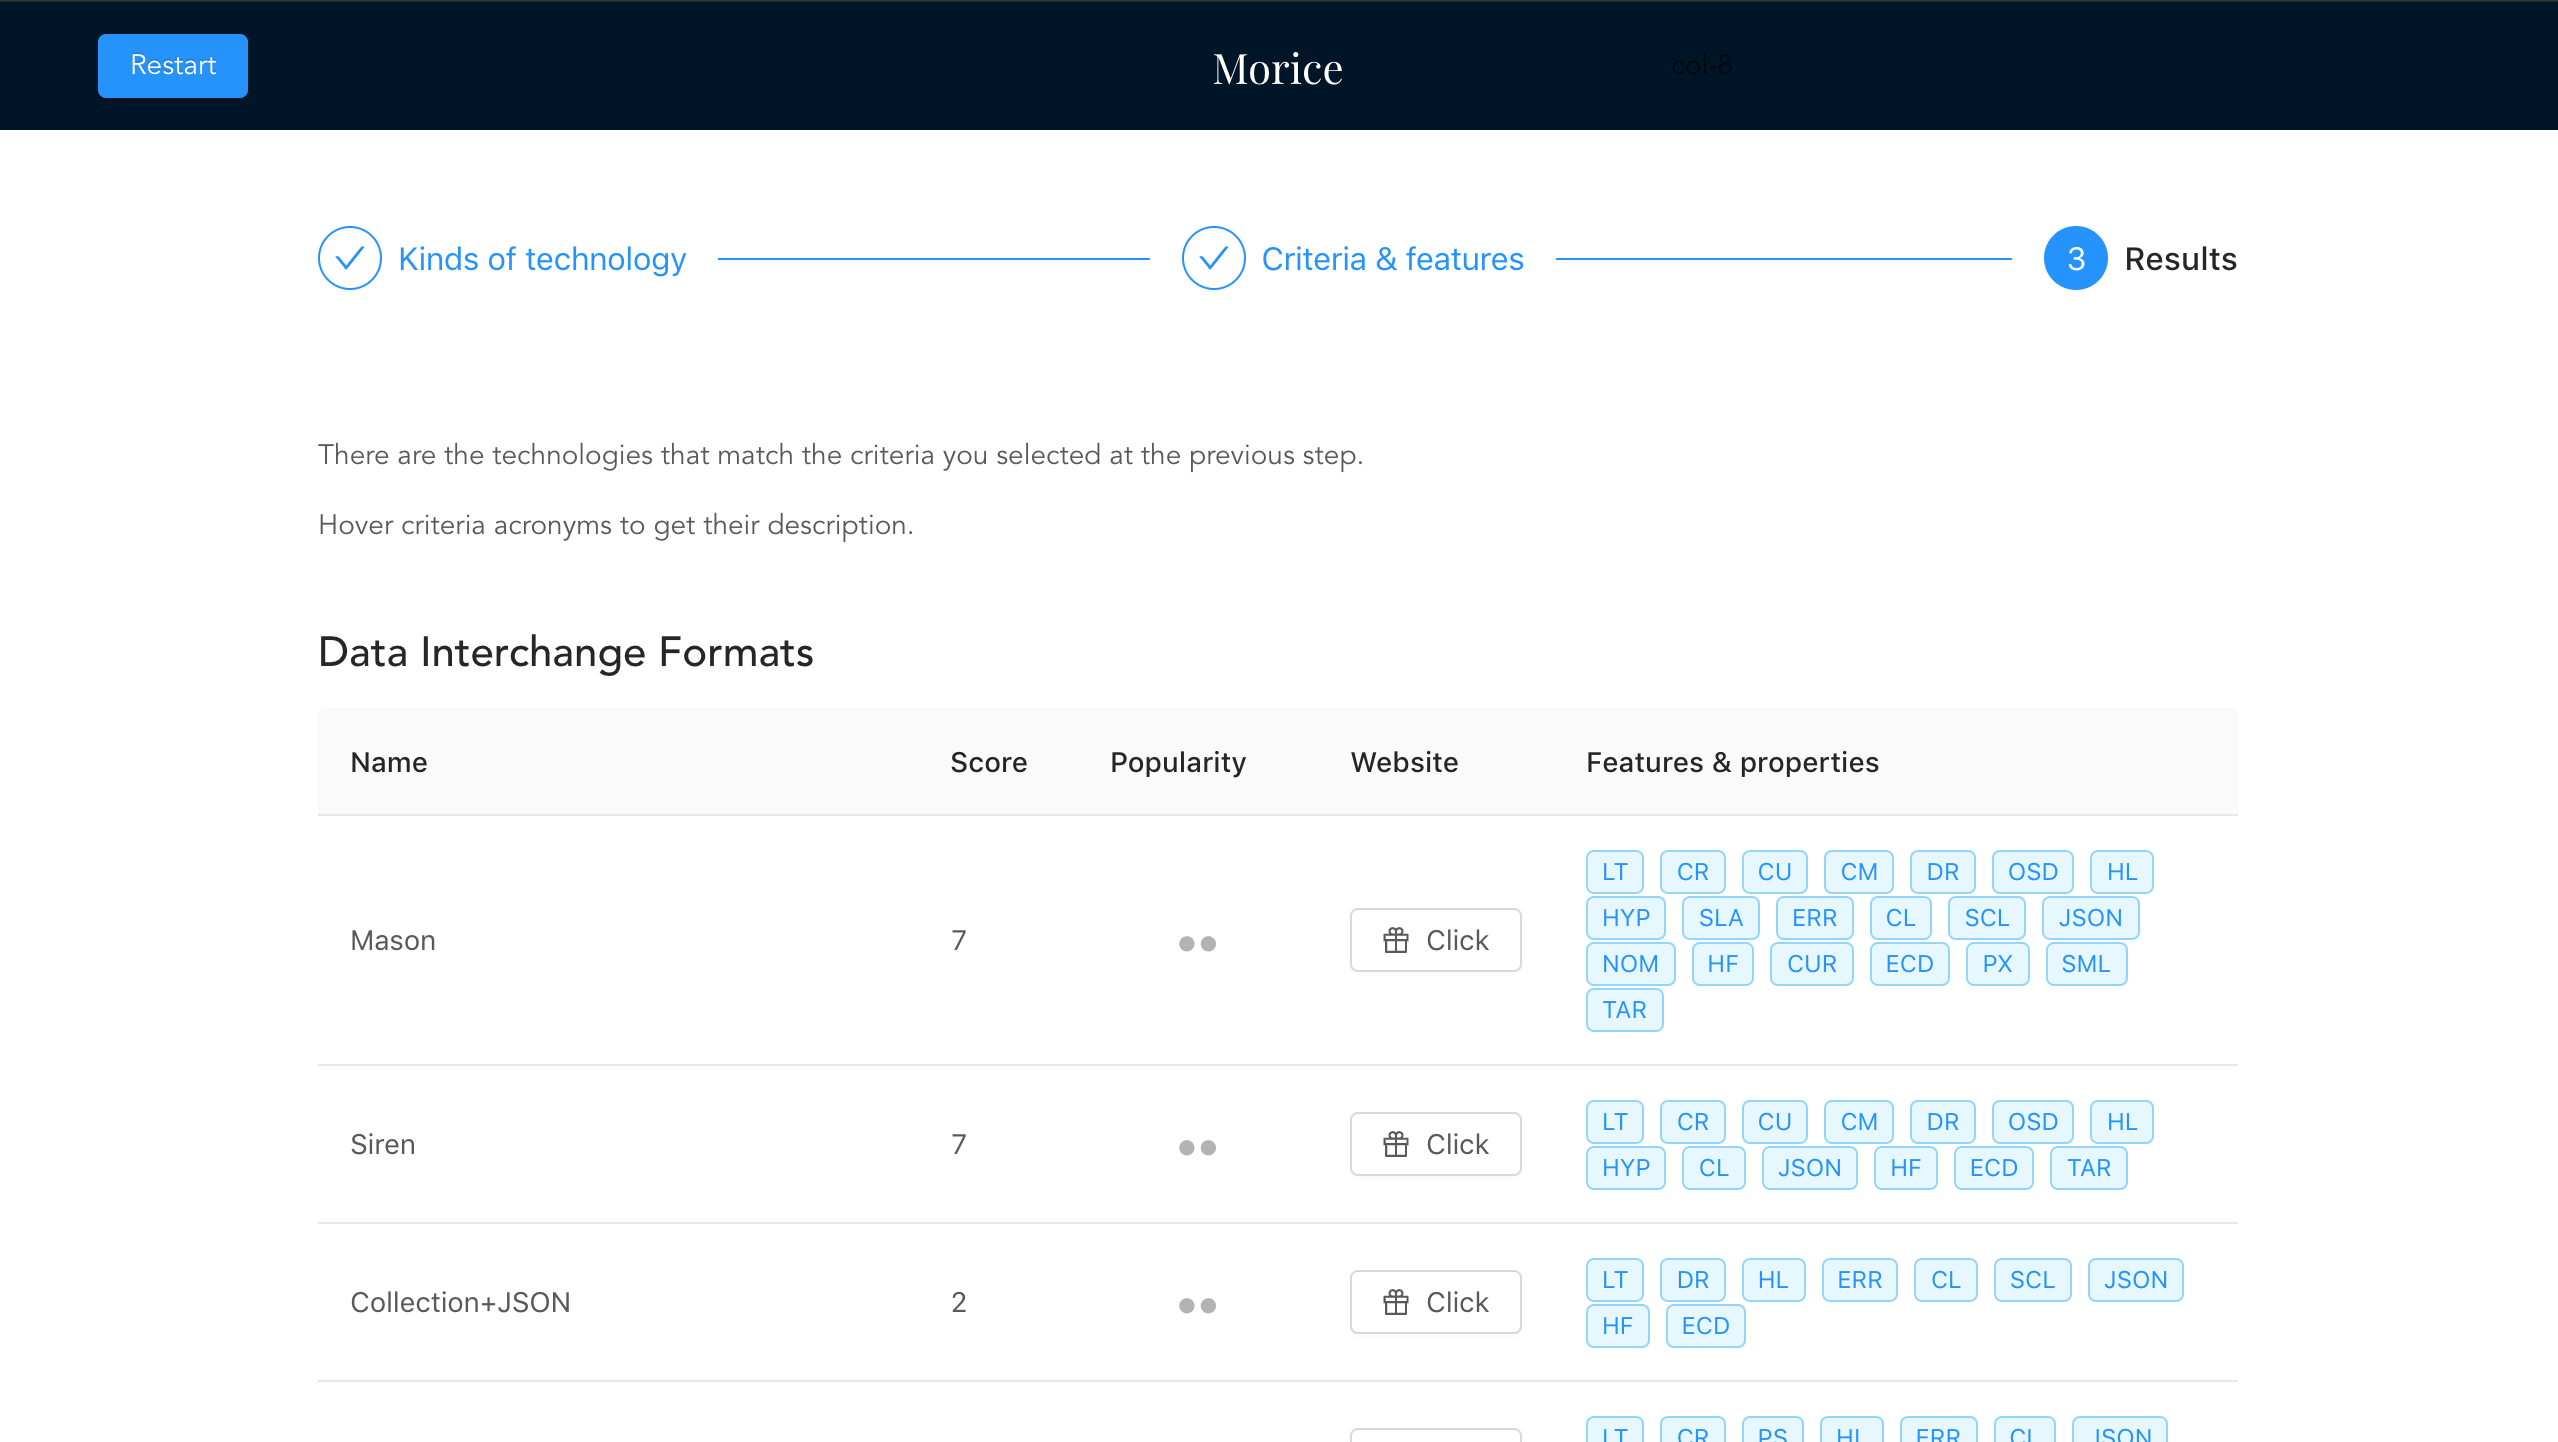 Restart
Morice
col-8
Kinds of technology
Criteria & features
3 Results
There are the technologies that match the criteria you selected at the previous step.
Hover criteria acronyms to get their description.
Data Interchange Formats
Name Score Popularity Website Features & properties
LT CR CU CM DR OSD HL
HYP SLA ERR CL SCL JSON
Mason 7 Click
NOM HF CUR ECD PX SML
TAR
LT CR CU CM DR OSD HL
Siren 7 Click
HYP CL JSON HF ECD TAR
LT DR HL ERR CL SCL JSON
Collection+JSON 2 Click
HF ECD
LT CR PS HL ERR CL JSON